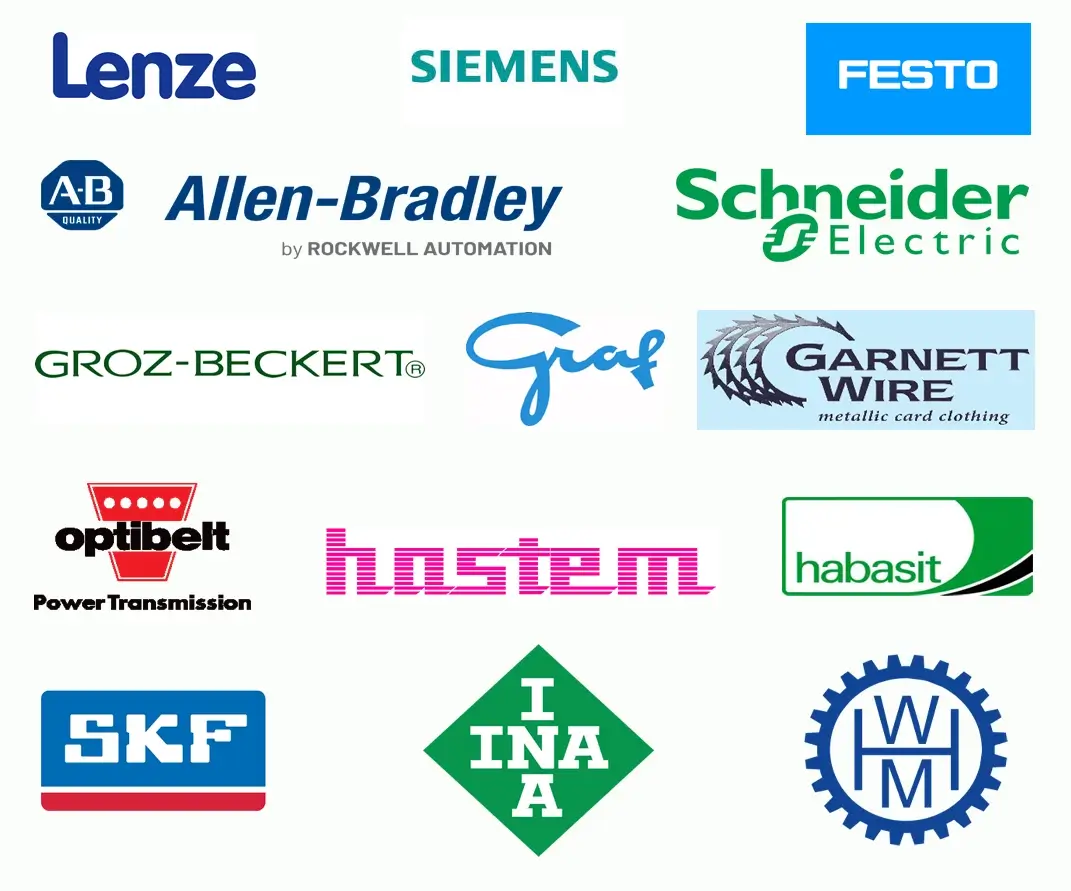 Lenze
SIEMENS
FESTO
A-B
QUALITY
Allen-Bradley
by ROCKWELL AUTOMATION
Schneider
Electric
GROZ-BECKERT®
Graf
GARNETT
WIRE
metallic card clothing
optibelt
Power Transmission
hastem
habasit
SKF
I
INA
A
W
H
M